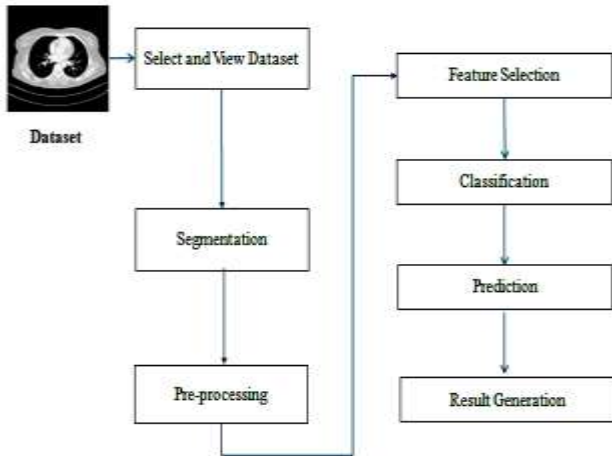 Dataset
Select and View Dataset
Segmentation
Pre-processing
Feature Selection
Classification
Prediction
Result Generation